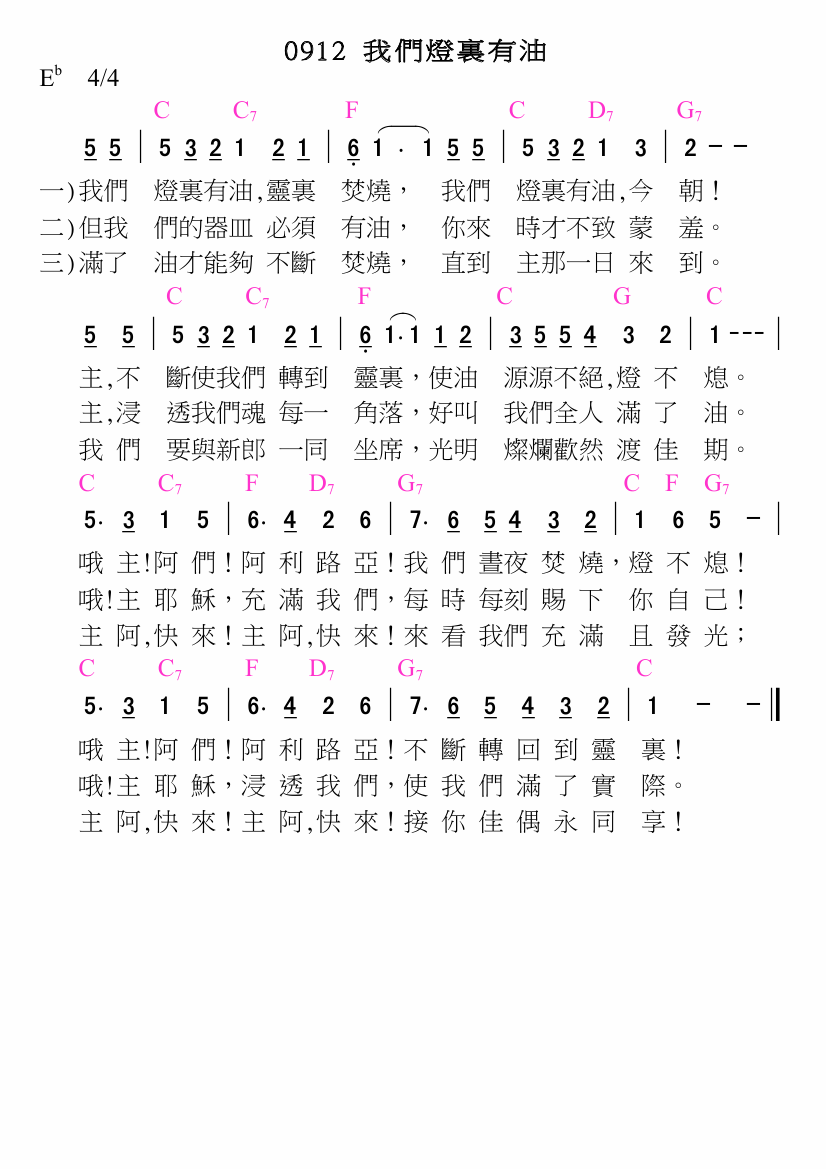 0912 我們燈裏有油
E♭ 4/4
C C7 F C D7 G7
5 5 | 5 3 2 1 2 1 | 6 1 · 1 5 5 | 5 3 2 1 3 | 2 – –
一)我們 燈裏有油,靈裏 焚燒， 我們 燈裏有油,今 朝！
二)但我 們的器皿 必須 有油， 你來 時才不致 蒙 羞。
三)滿了 油才能夠 不斷 焚燒， 直到 主那一日 來 到。
C C7 F C G C
5 5 | 5 3 2 1 2 1 | 6 1· 1 1 2 | 3 5 5 4 3 2 | 1 - - - |
主,不 斷使我們 轉到 靈裏，使油 源源不絕,燈 不 熄。
主,浸 透我們魂 每一 角落，好叫 我們全人 滿 了 油。
我 們 要與新郎 一同 坐席，光明 燦爛歡然 渡 佳 期。
C C7 F D7 G7 C F G7
5· 3 1 5 | 6· 4 2 6 | 7· 6 5 4 3 2 | 1 6 5 – |
哦 主!阿 們！阿 利 路 亞！我 們 晝夜 焚 燒，燈 不 熄！
哦!主 耶 穌，充 滿 我 們，每 時 每刻 賜 下 你 自 己！
主 阿,快 來！主 阿,快 來！來 看 我們 充 滿 且 發 光；
C C7 F D7 G7 C
5· 3 1 5 | 6· 4 2 6 | 7· 6 5 4 3 2 | 1 – – ‖
哦 主!阿 們！阿 利 路 亞！不 斷 轉 回 到 靈 裏！
哦!主 耶 穌，浸 透 我 們，使 我 們 滿 了 實 際。
主 阿,快 來！主 阿,快 來！接 你 佳 偶 永 同 享！